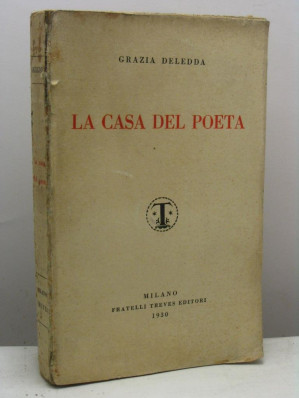 GRAZIA DELEDDA
LA CASA DEL POETA
T
MILANO
FRATELLI TREVES EDITORI
1930